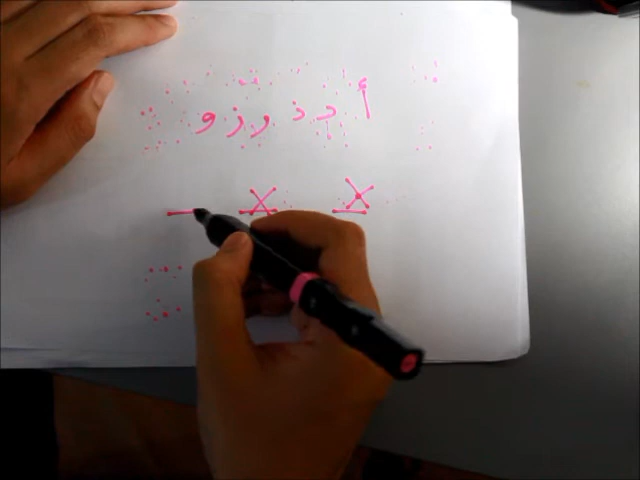 أ د ذ ر ز و